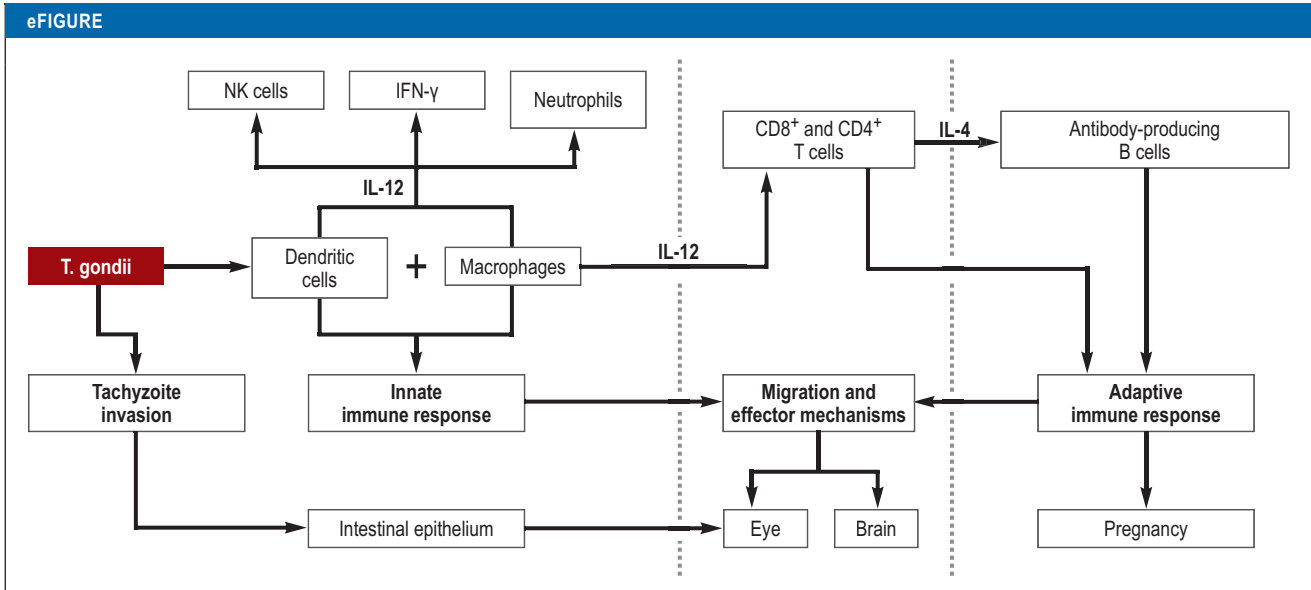 eFIGURE
NK cells
IFN-γ
Neutrophils
CD8+ and CD4+
T cells
IL-4
Antibody-producing
B cells
IL-12
T. gondii
Dendritic
cells
+
Macrophages
IL-12
Tachyzoite
invasion
Innate
immune response
Migration and
effector mechanisms
Adaptive
immune response
Intestinal epithelium
Eye
Brain
Pregnancy